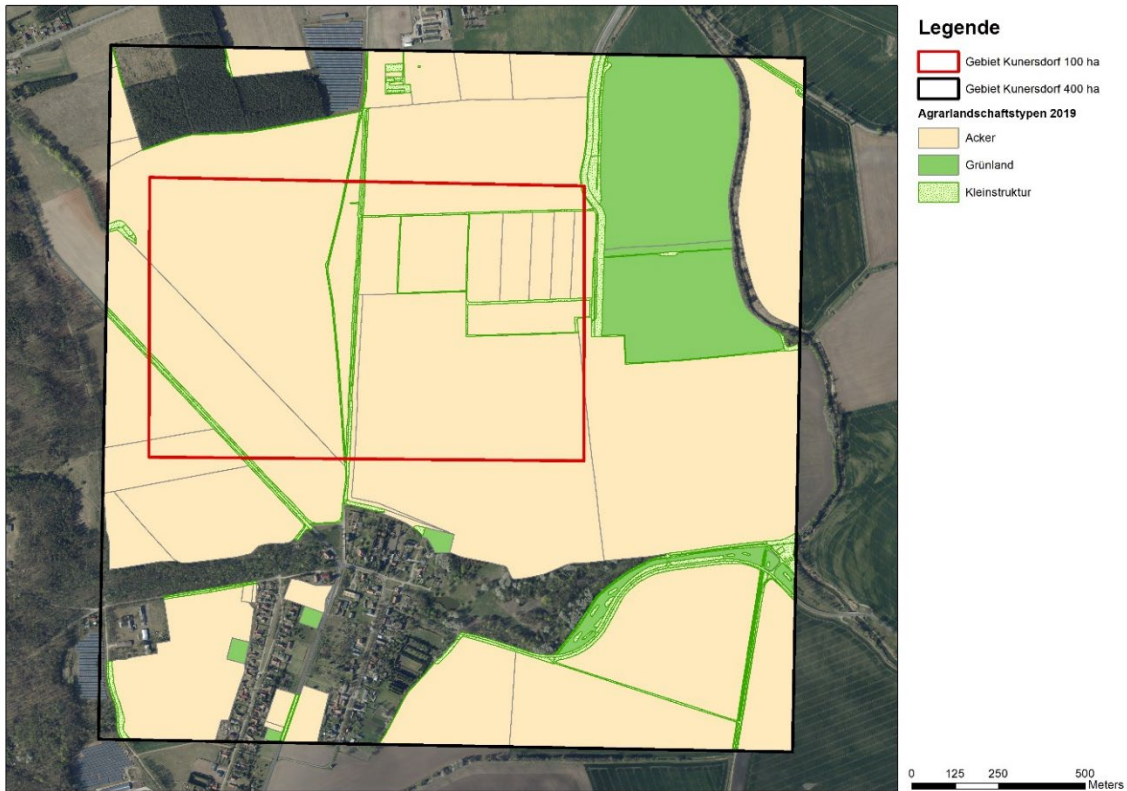 Legende
Gebiet Kunersdorf 100 ha
Gebiet Kunersdorf 400 ha
Agrarlandschaftstypen 2019
Acker
Grünland
Kleinstruktur
0 125 250 500
Meters